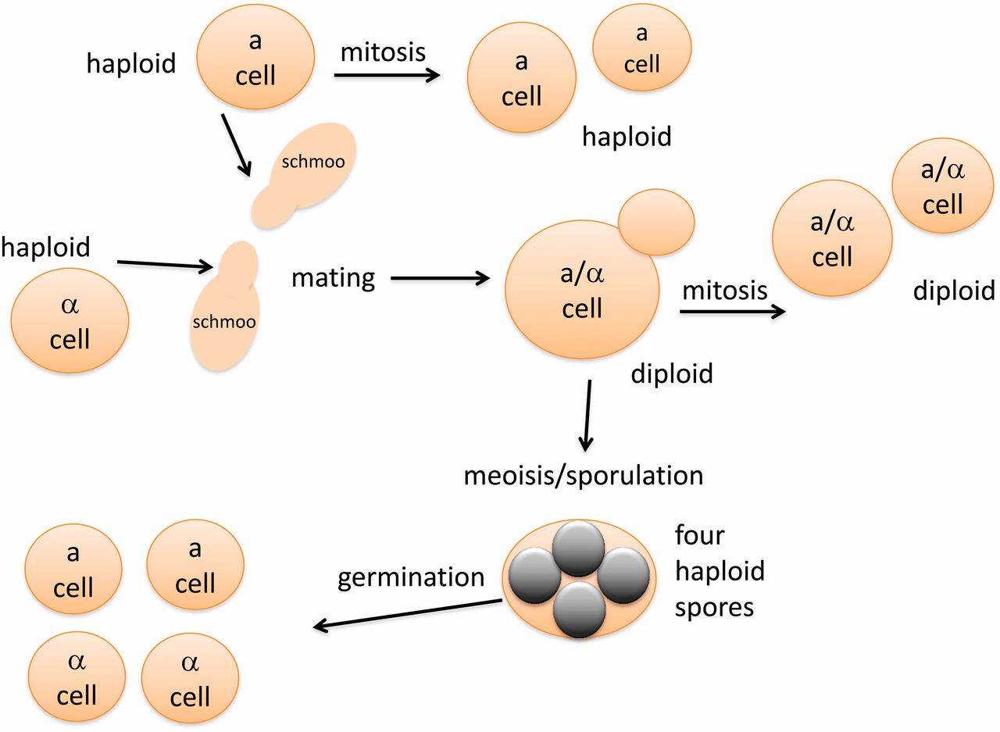 haploid
a
cell
mitosis
a
cell
a
cell
haploid
schmoo
haploid
α
cell
schmoo
mating
a/α
cell
diploid
mitosis
a/α
cell
a/α
cell
diploid
meoisis/sporulation
four
haploid
spores
germination
a
cell
a
cell
α
cell
α
cell